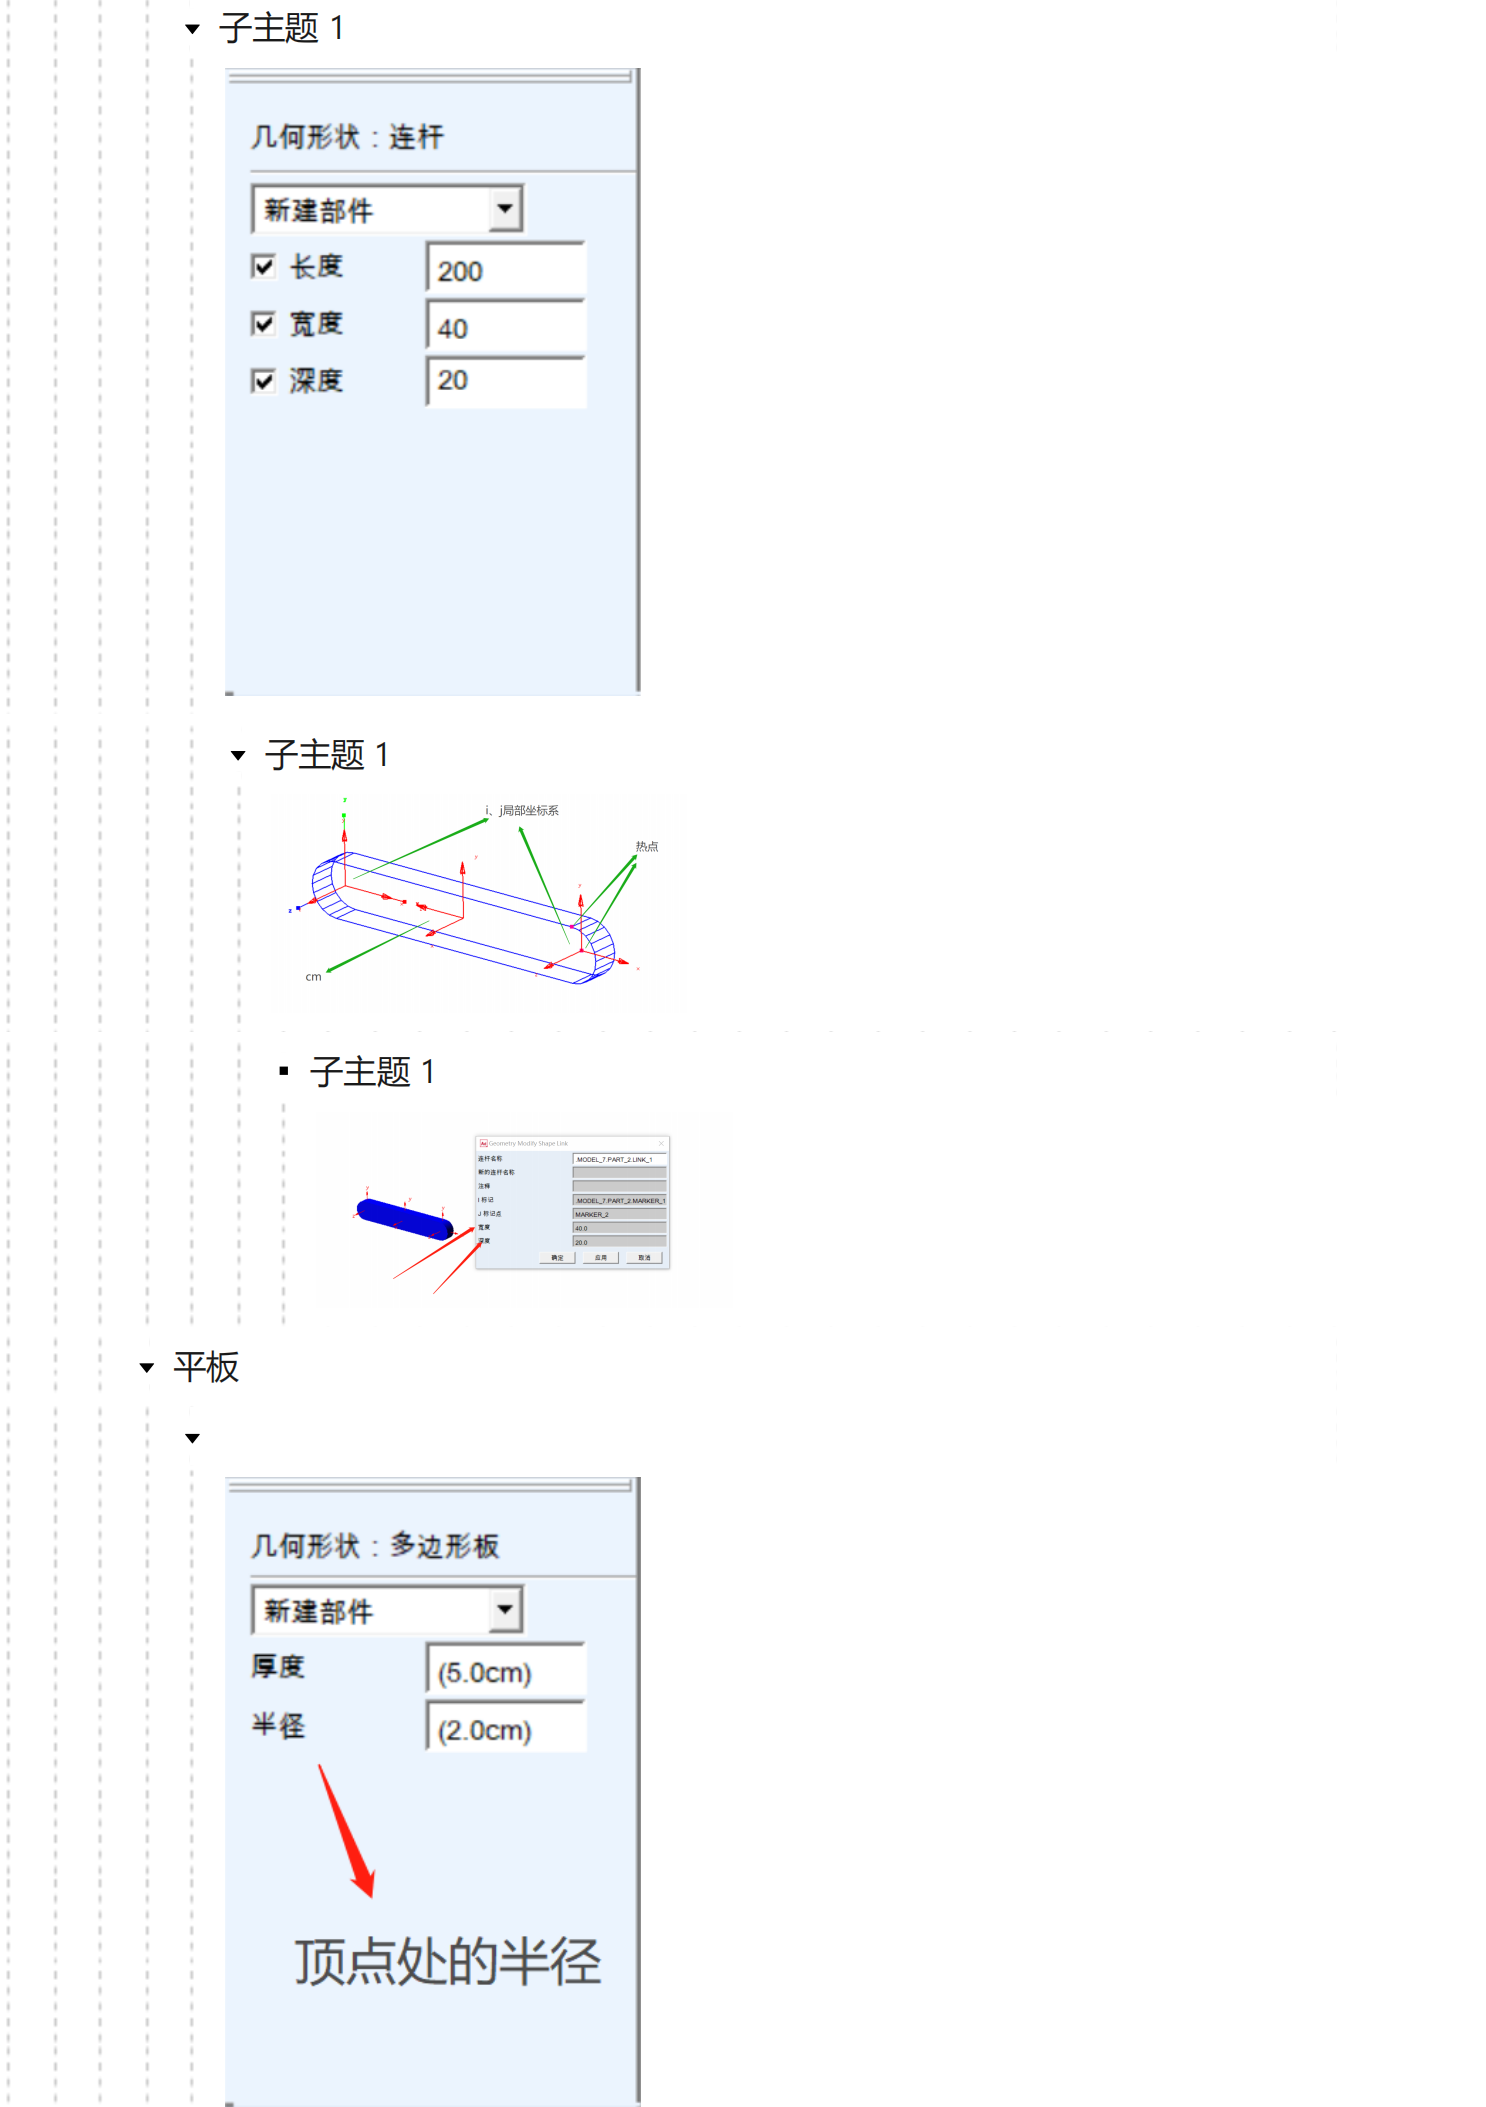 子主题 1
几何形状：连杆
新建部件
长度 200
宽度 40
深度 20
子主题 1
i、j局部坐标系
热点
cm
子主题 1
Geometry Modify Shape Link
连杆名称 .MODEL_7.PART_2.LINK_1
新的连杆名称
注释
I 标记 .MODEL_7.PART_2.MARKER_1
J 标记点 MARKER_2
宽度 40.0
深度 20.0
确定 应用 取消
平板
几何形状：多边形板
新建部件
厚度 (5.0cm)
半径 (2.0cm)
顶点处的半径